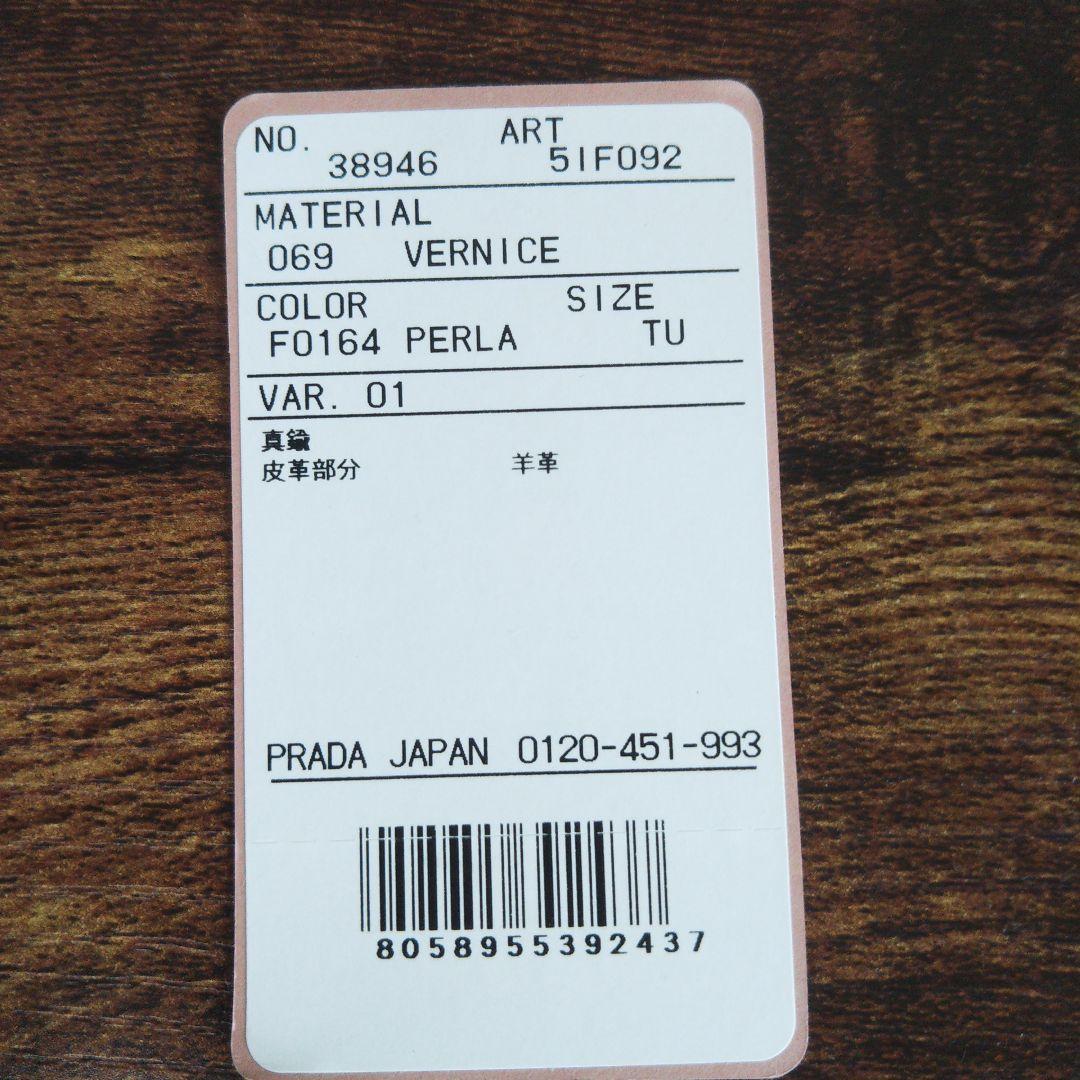 NO. ART
38946 5IF092
MATERIAL
069 VERNICE
COLOR SIZE
F0164 PERLA TU
VAR. 01
真鍮
皮革部分 羊革
PRADA JAPAN 0120-451-993
8058955392437